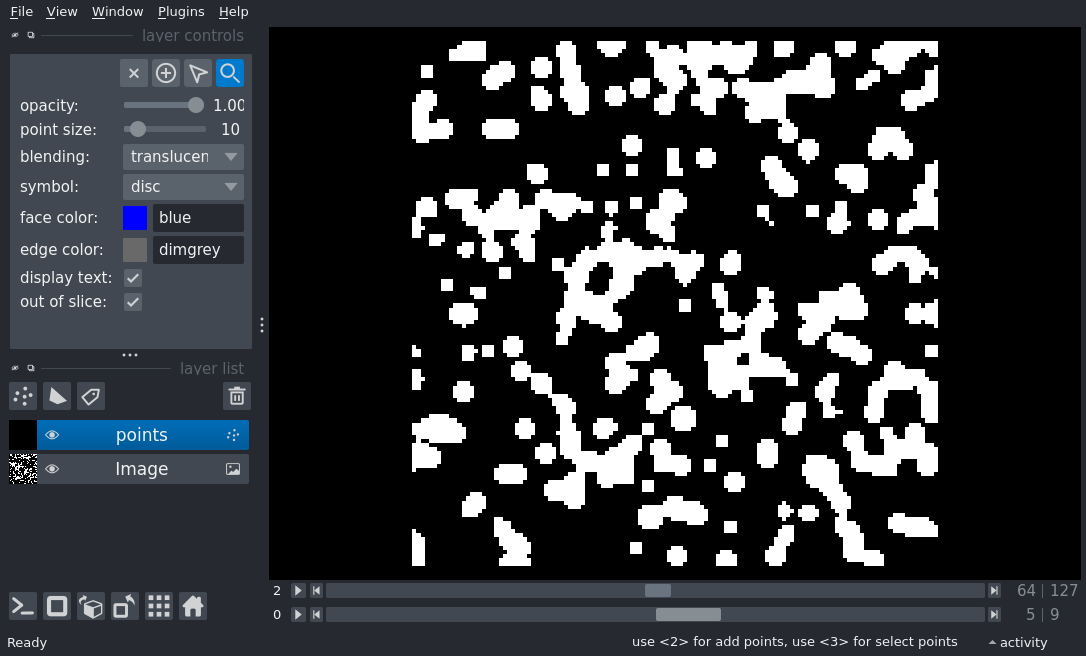 File View Window Plugins Help
layer controls
opacity: 1.00
point size: 10
blending: translucen
symbol: disc
face color: blue
edge color: dimgrey
display text:
out of slice:
layer list
points
Image
2 64 127
0 5 9
Ready use <2> for add points, use <3> for select points activity